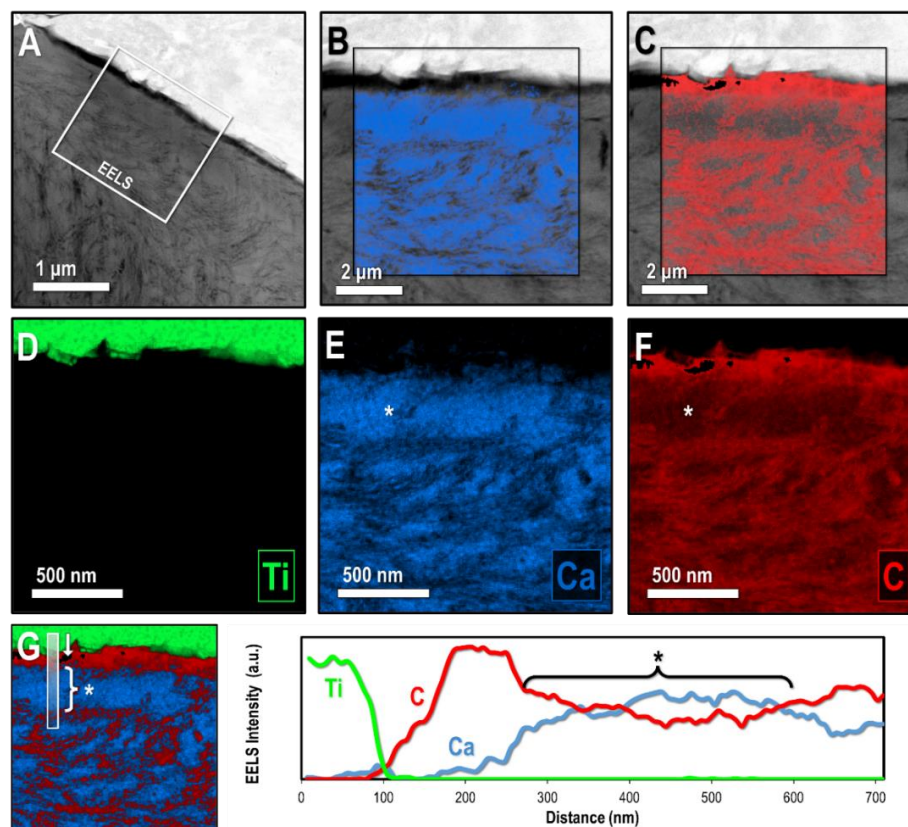 A
B
C
EELS
1 µm
2 µm
2 µm
D
E
F
*
*
500 nm
Ti
500 nm
Ca
500 nm
C
G
*
EELS Intensity (a.u.)
Ti
C
Ca
*
0 100 200 300 400 500 600 700
Distance (nm)